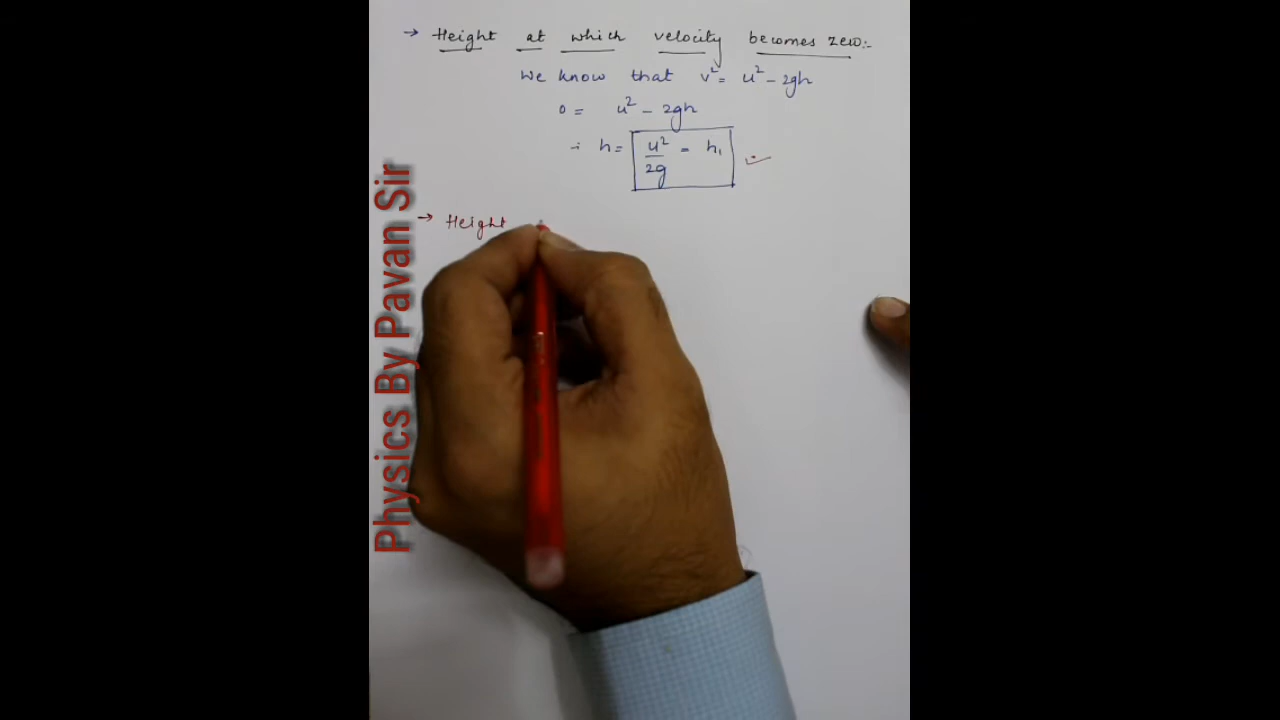 → Height at which velocity becomes zero:-
We know that v² = u² - 2gh
0 = u² - 2gh
∴ h = u²/2g = h₁ ✓
→ Height
Physics By Pavan Sir